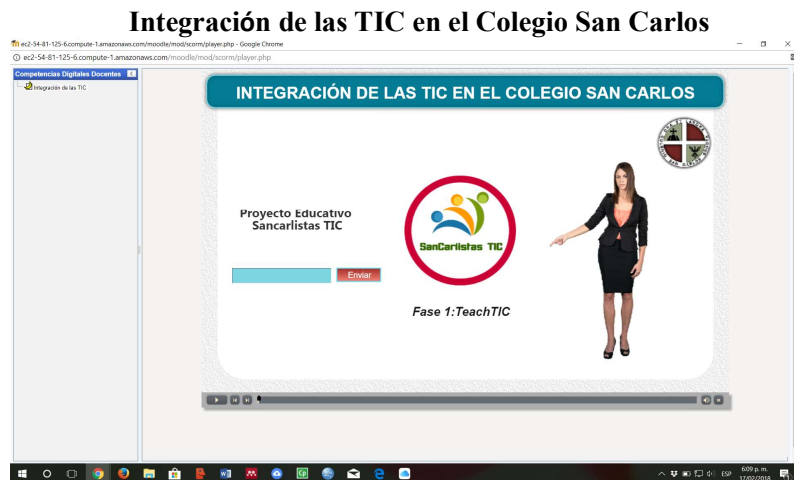 Integración de las TIC en el Colegio San Carlos
ec2-54-81-125-6.compute-1.amazonaws.com/moodle/mod/scorm/player.php - Google Chrome
ec2-54-81-125-6.compute-1.amazonaws.com/moodle/mod/scorm/player.php
Competencias Digitales Docentes
Integración de las TIC
INTEGRACIÓN DE LAS TIC EN EL COLEGIO SAN CARLOS
Proyecto Educativo
Sancarlistas TIC
SanCarlistas TIC
Enviar
Fase 1:TeachTIC
ESP
6:09 p. m.
17/02/2018